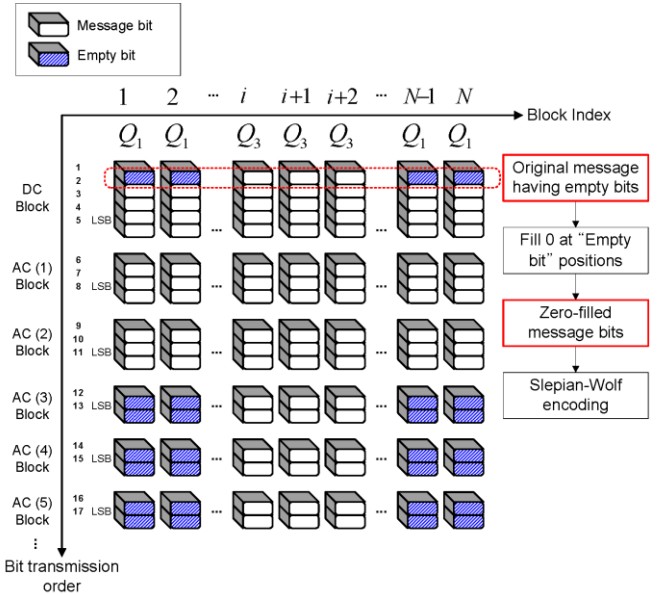 Message bit
Empty bit
1 2 ... i i+1 i+2 ... N-1 N
Block Index
Q1 Q1 Q3 Q3 Q3 Q1 Q1
DC
Block
1
2
3
4
5 LSB
... ...
Original message
having empty bits
Fill 0 at “Empty
bit” positions
Zero-filled
message bits
Slepian-Wolf
encoding
AC (1)
Block
6
7
8 LSB
... ...
AC (2)
Block
9
10
11 LSB
... ...
AC (3)
Block
12
13 LSB
... ...
AC (4)
Block
14
15 LSB
... ...
AC (5)
Block
16
17 LSB
... ...
...
Bit transmission
order